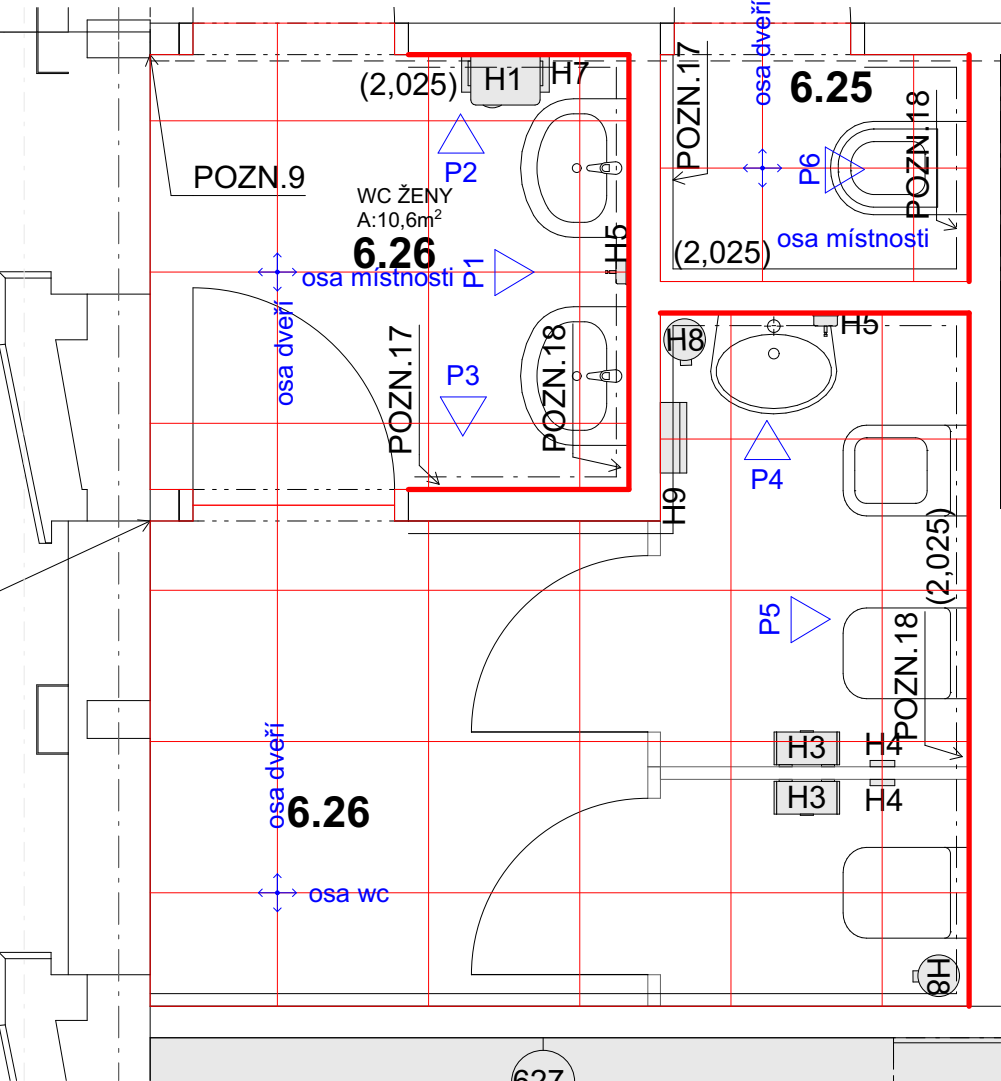 osa dveří
(2,025)
H1
H7
POZN.17
6.25
POZN.18
POZN.9
P2
P6
WC ŽENY
A:10,6m²
6.26
osa místnosti
P1
H5
(2,025)
osa místnosti
osa dveří
POZN.17
P3
POZN.18
H8
H5
P4
H9
(2,025)
P5
POZN.18
osa dveří
6.26
H3
H4
H3
H4
osa wc
H8
627